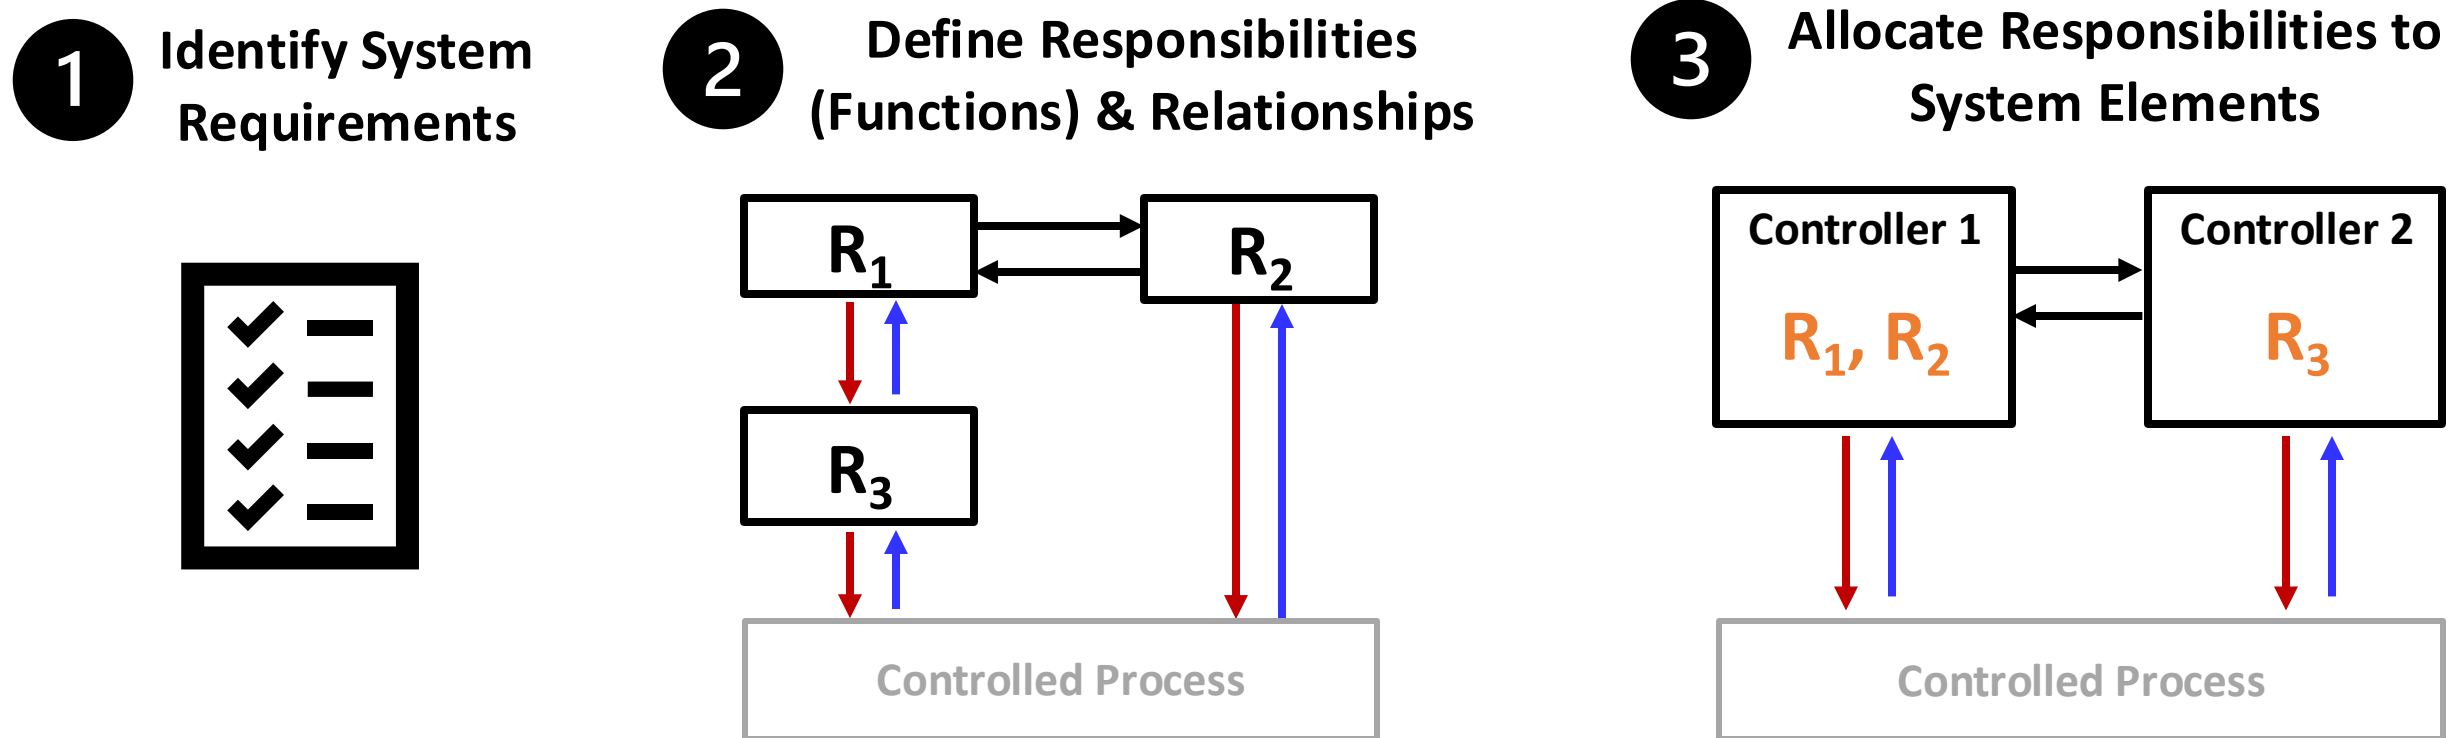 1
Identify System
Requirements
2
Define Responsibilities
(Functions) & Relationships
R₁
R₂
R₃
Controlled Process
3
Allocate Responsibilities to
System Elements
Controller 1
R₁, R₂
Controller 2
R₃
Controlled Process